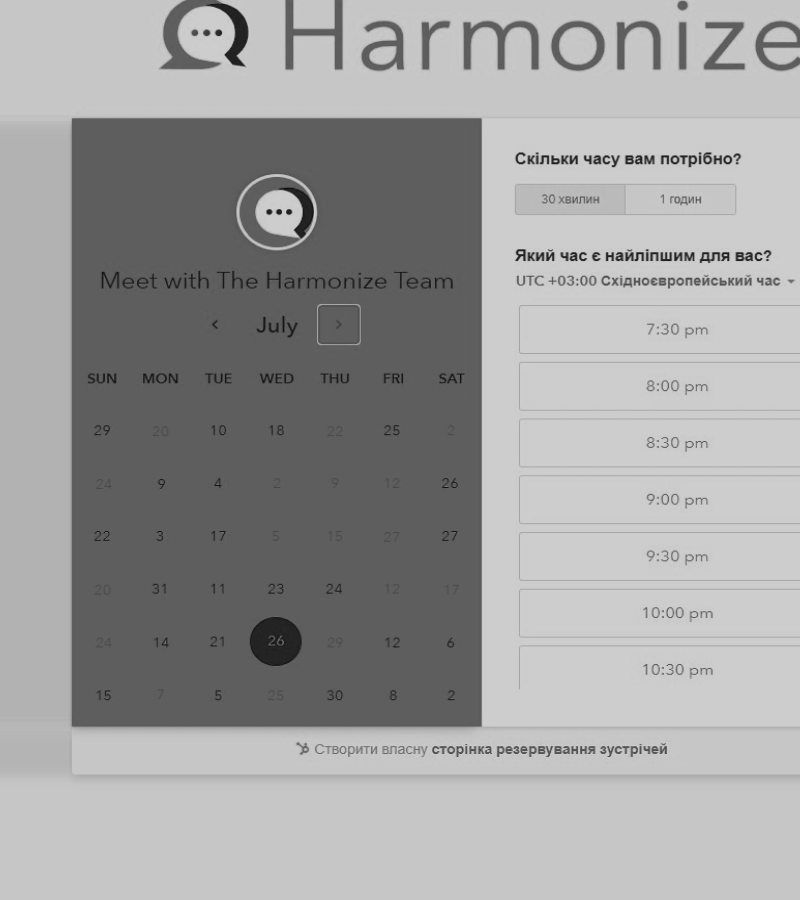 Harmonize
Meet with The Harmonize Team
July
SUN MON TUE WED THU FRI SAT
29 20 10 18 22 25 2
24 9 4 2 9 12 26
22 3 17 5 15 27 27
20 31 11 23 24 12 17
24 14 21 26 29 12 6
15 7 5 25 30 8 2
Скільки часу вам потрібно?
30 хвилин 1 годин
Який час є найліпшим для вас?
UTC +03:00 Східноєвропейський час
7:30 pm
8:00 pm
8:30 pm
9:00 pm
9:30 pm
10:00 pm
10:30 pm
Створити власну сторінка резервування зустрічей